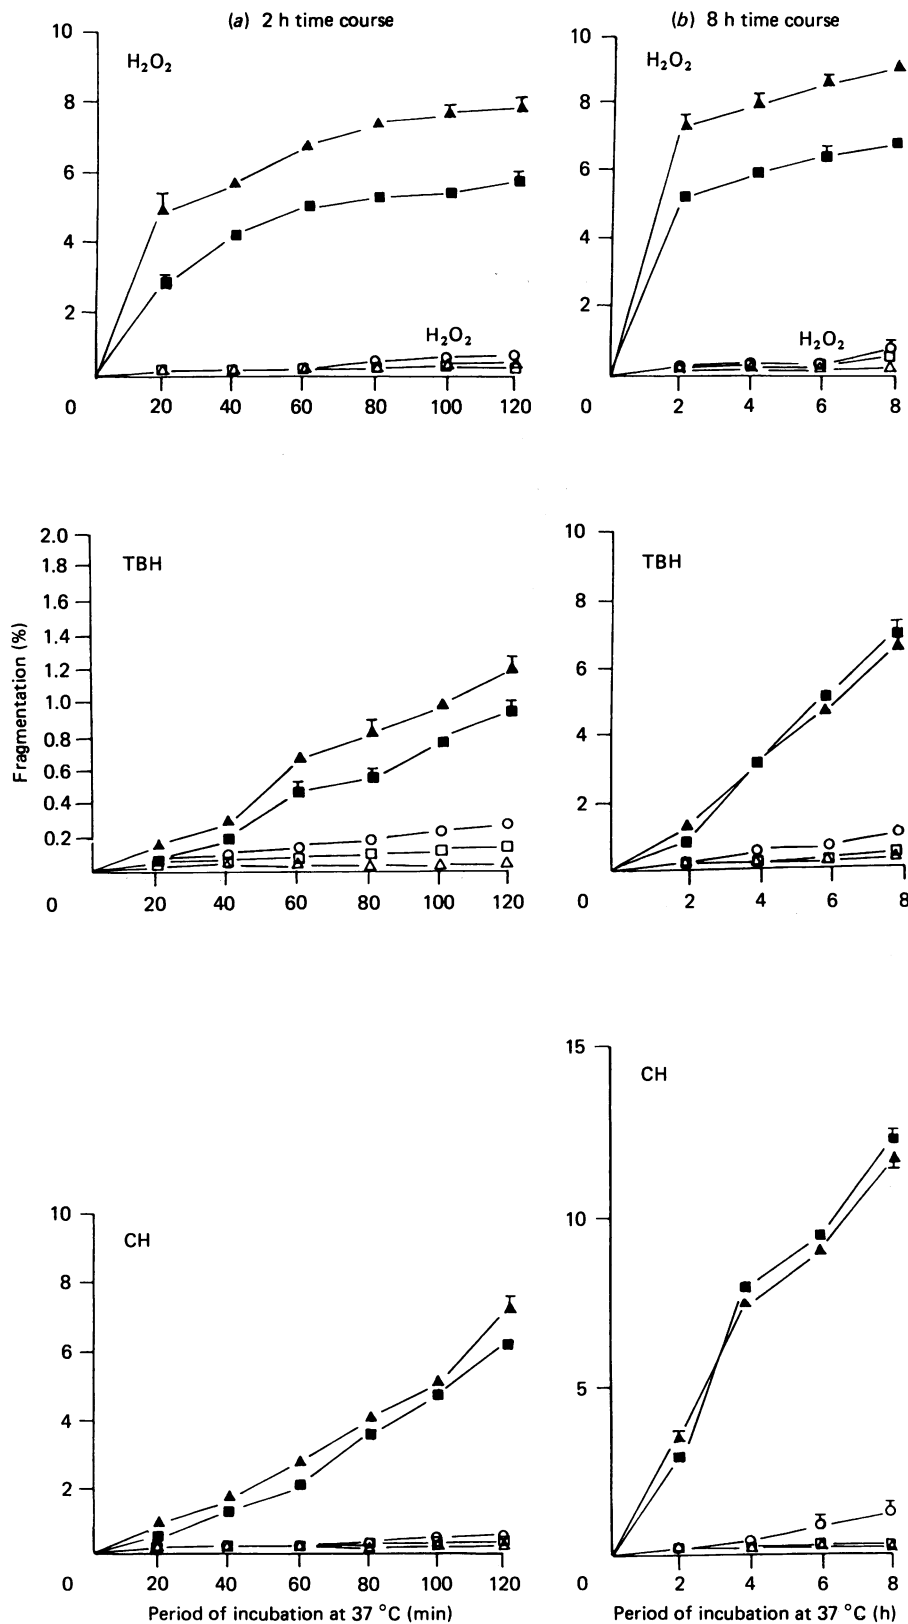 (a) 2 h time course
(b) 8 h time course
10
H₂O₂
8
6
4
2
H₂O₂
0
20 40 60 80 100 120
10
H₂O₂
8
6
4
2
H₂O₂
0
2 4 6 8
Fragmentation (%)
2.0
TBH
1.8
1.6
1.4
1.2
1.0
0.8
0.6
0.4
0.2
0
20 40 60 80 100 120
10
TBH
8
6
4
2
0
2 4 6 8
10
CH
8
6
4
2
0
20 40 60 80 100 120
Period of incubation at 37 °C (min)
15
CH
10
5
0
2 4 6 8
Period of incubation at 37 °C (h)